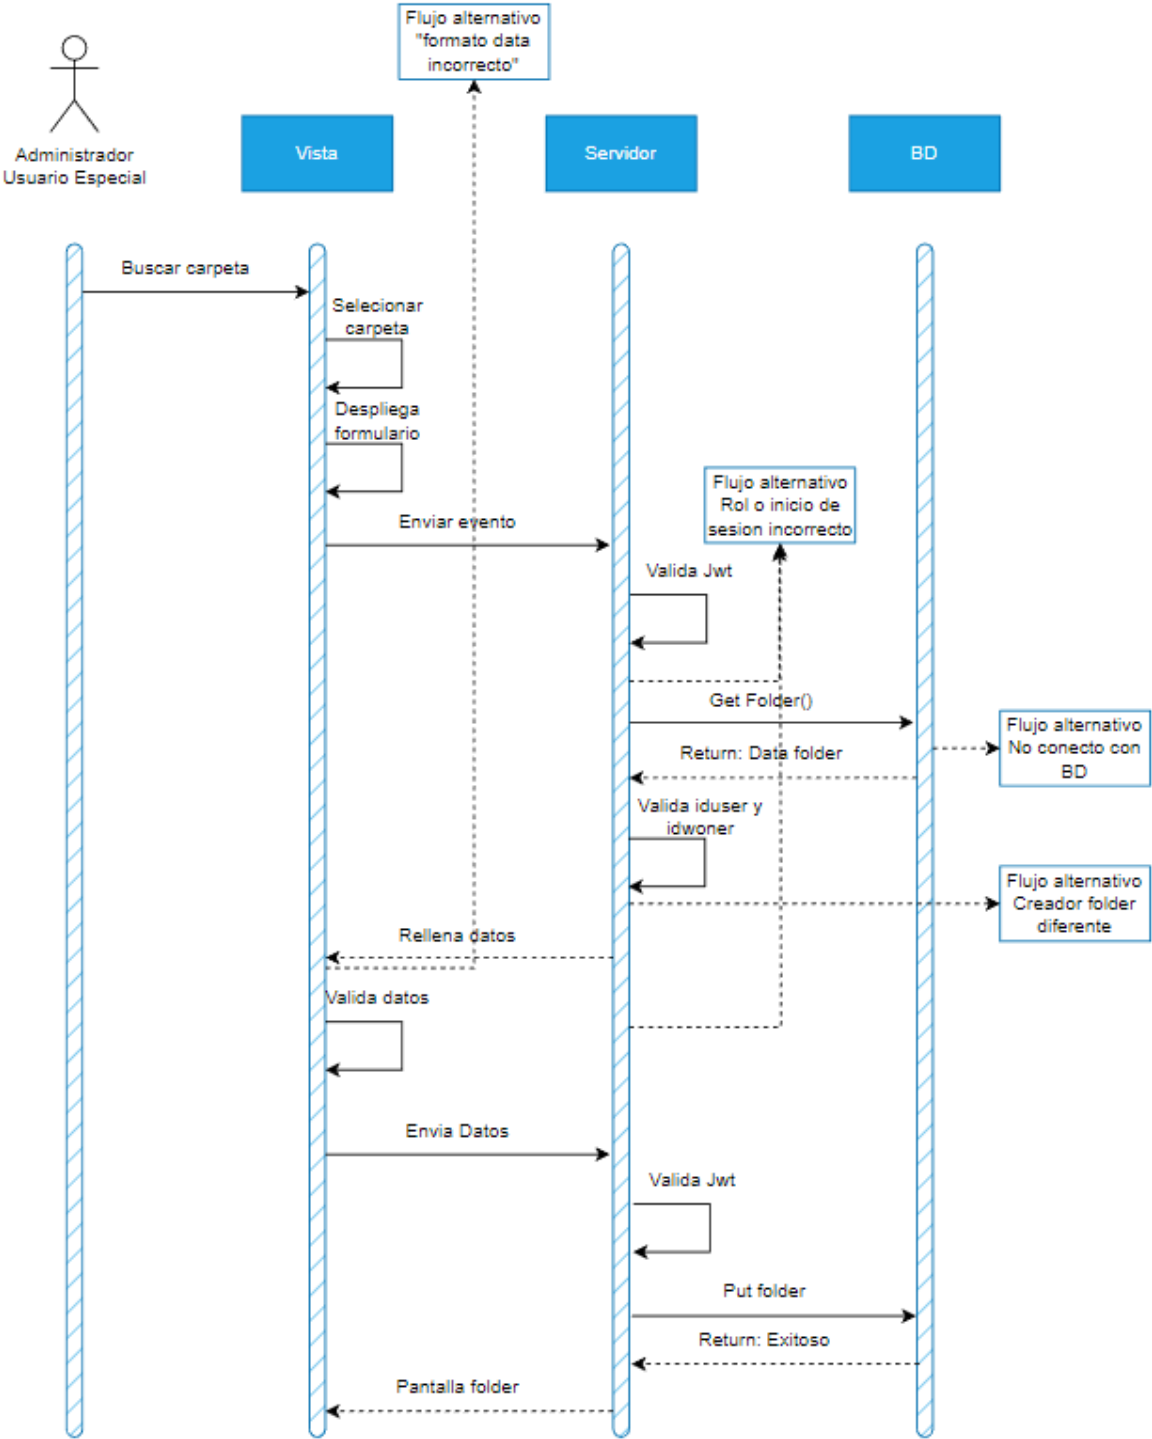 Flujo alternativo
"formato data
incorrecto"
Administrador
Usuario Especial
Vista
Servidor
BD
Buscar carpeta
Selecionar
carpeta
Despliega
formulario
Enviar evento
Flujo alternativo
Rol o inicio de
sesion incorrecto
Valida Jwt
Get Folder()
Flujo alternativo
No conecto con
BD
Return: Data folder
Valida iduser y
idwoner
Flujo alternativo
Creador folder
diferente
Rellena datos
Valida datos
Envia Datos
Valida Jwt
Put folder
Return: Exitoso
Pantalla folder